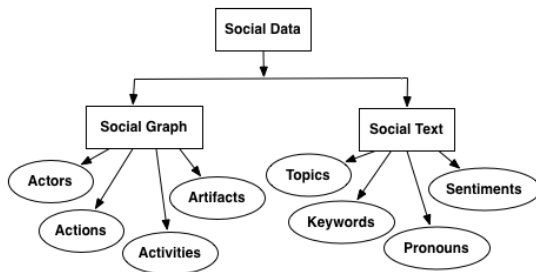 Social Data
Social Graph
Social Text
Actors
Actions
Activities
Artifacts
Topics
Keywords
Pronouns
Sentiments